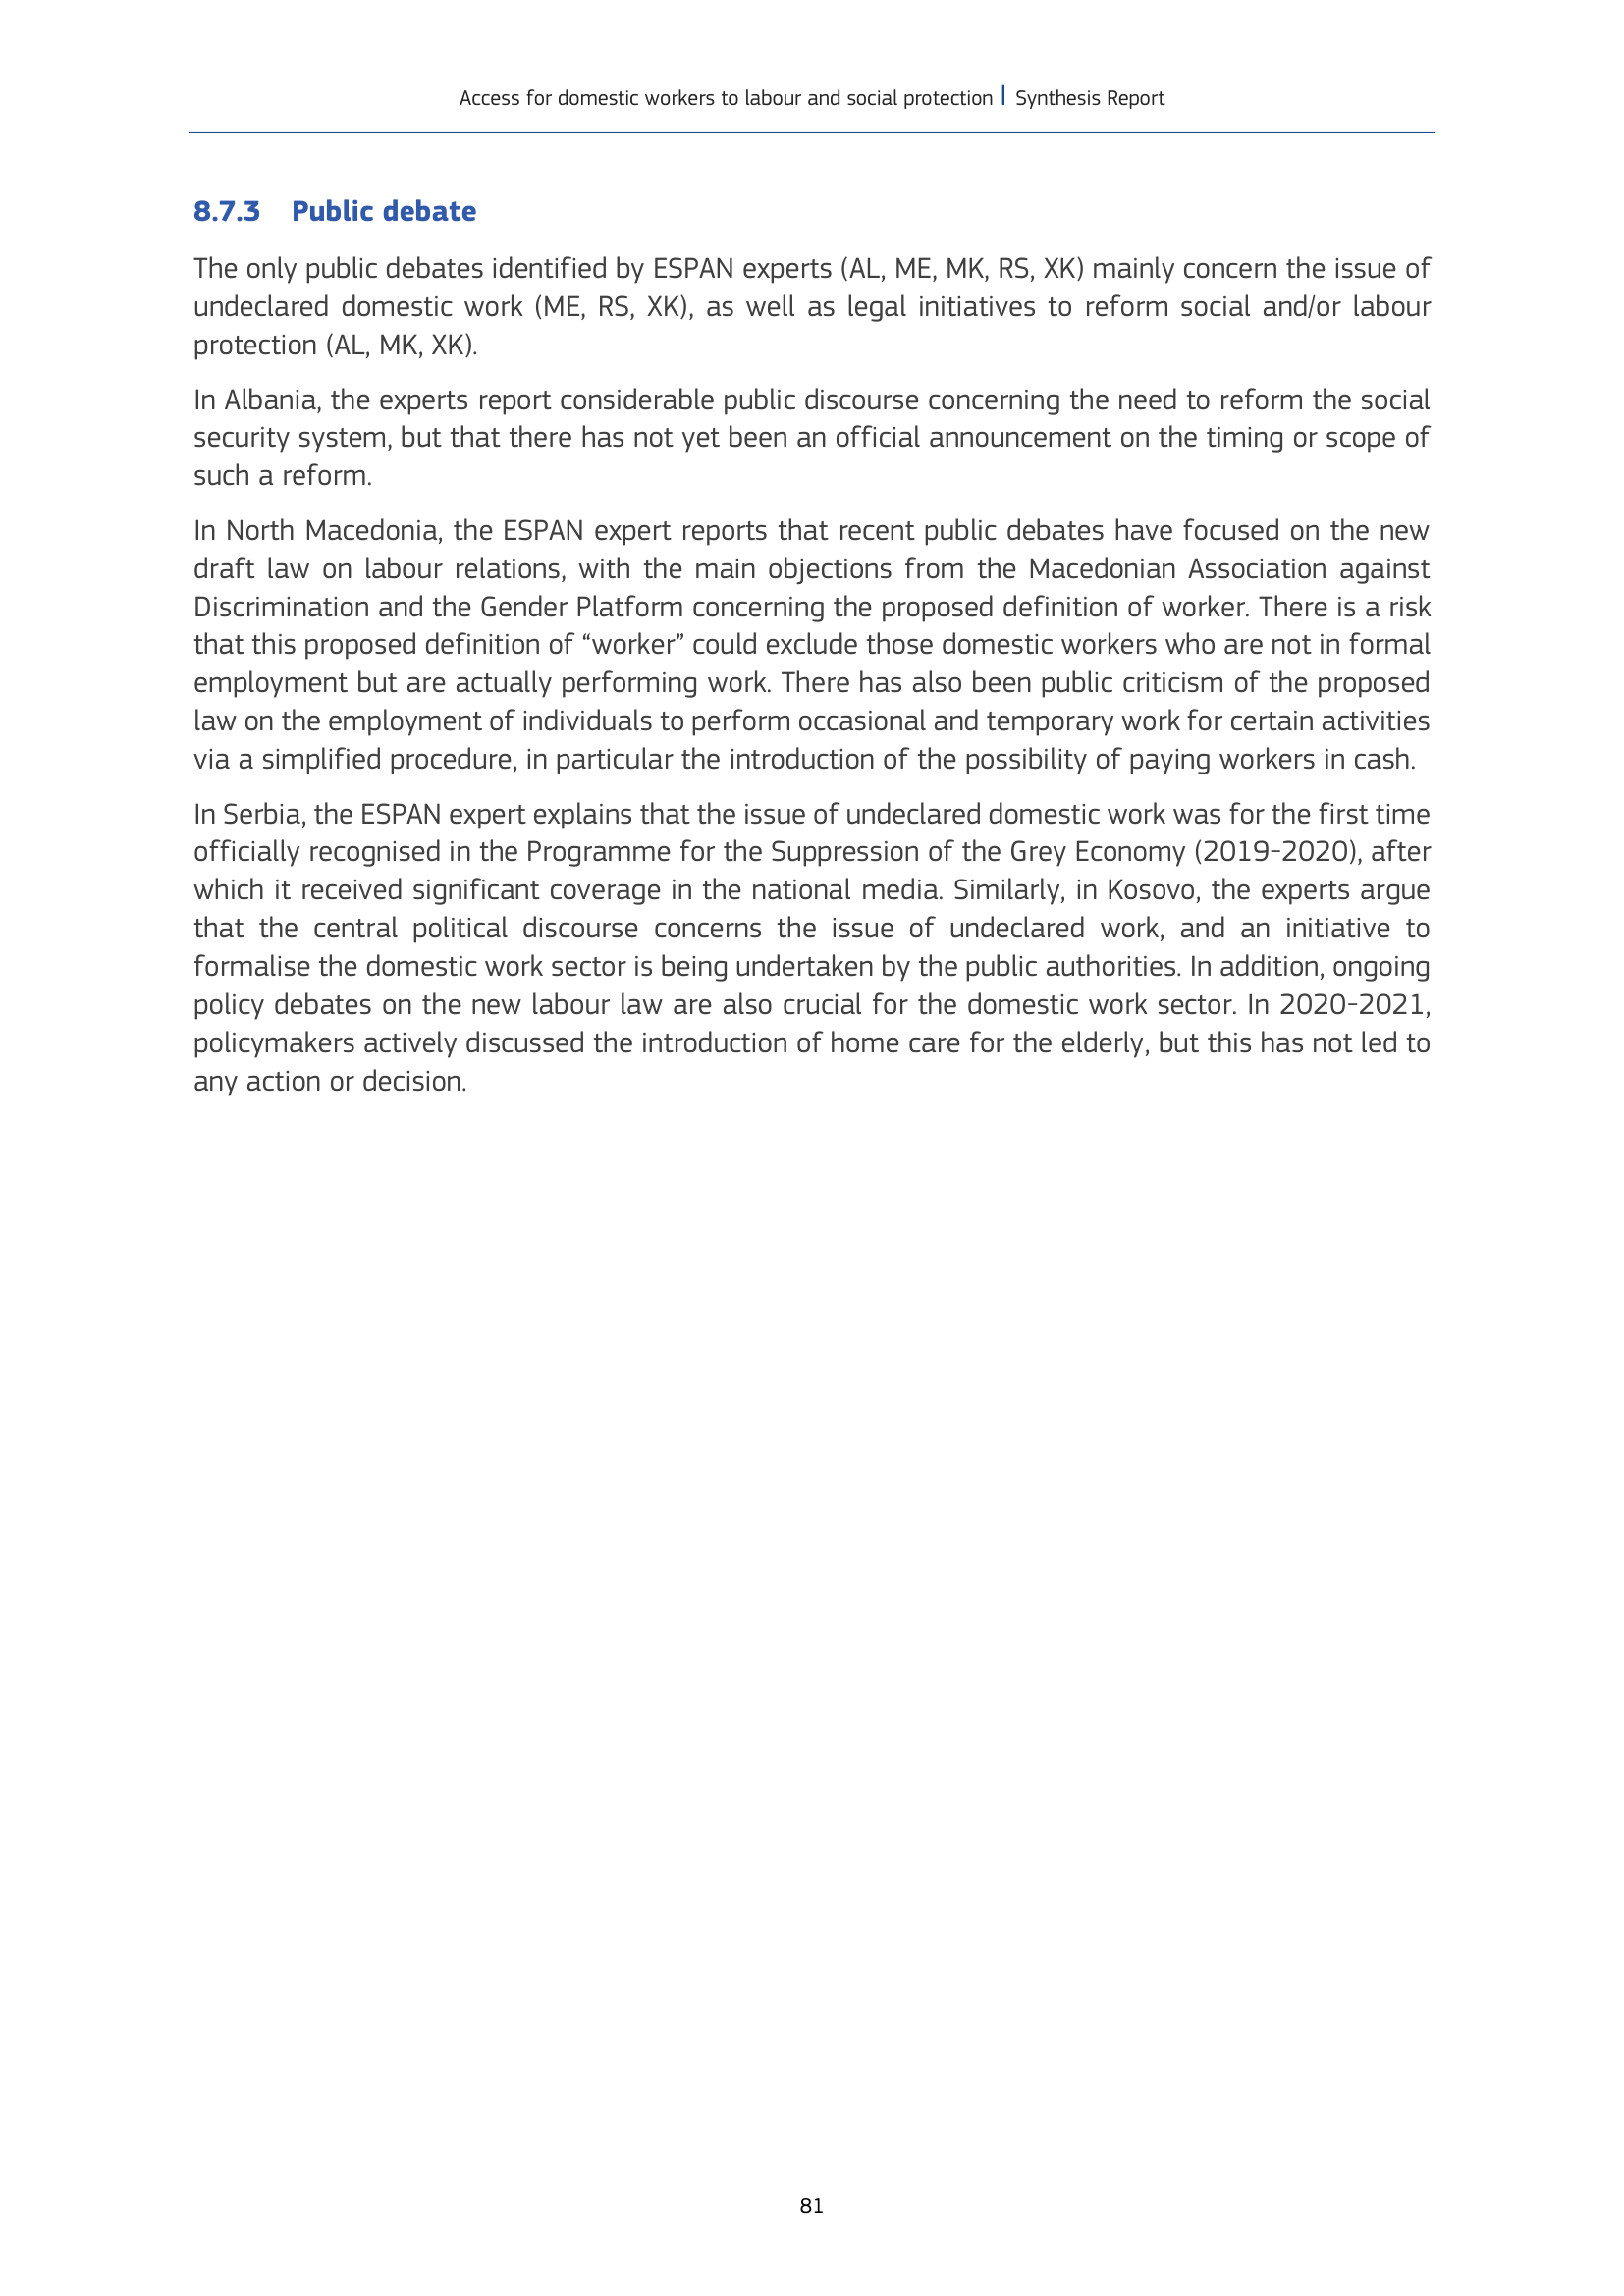 Access for domestic workers to labour and social protection | Synthesis Report
8.7.3 Public debate
The only public debates identified by ESPAN experts (AL, ME, MK, RS, XK) mainly concern the issue of
undeclared domestic work (ME, RS, XK), as well as legal initiatives to reform social and/or labour
protection (AL, MK, XK).
In Albania, the experts report considerable public discourse concerning the need to reform the social
security system, but that there has not yet been an official announcement on the timing or scope of
such a reform.
In North Macedonia, the ESPAN expert reports that recent public debates have focused on the new
draft law on labour relations, with the main objections from the Macedonian Association against
Discrimination and the Gender Platform concerning the proposed definition of worker. There is a risk
that this proposed definition of “worker” could exclude those domestic workers who are not in formal
employment but are actually performing work. There has also been public criticism of the proposed
law on the employment of individuals to perform occasional and temporary work for certain activities
via a simplified procedure, in particular the introduction of the possibility of paying workers in cash.
In Serbia, the ESPAN expert explains that the issue of undeclared domestic work was for the first time
officially recognised in the Programme for the Suppression of the Grey Economy (2019-2020), after
which it received significant coverage in the national media. Similarly, in Kosovo, the experts argue
that the central political discourse concerns the issue of undeclared work, and an initiative to
formalise the domestic work sector is being undertaken by the public authorities. In addition, ongoing
policy debates on the new labour law are also crucial for the domestic work sector. In 2020-2021,
policymakers actively discussed the introduction of home care for the elderly, but this has not led to
any action or decision.
81